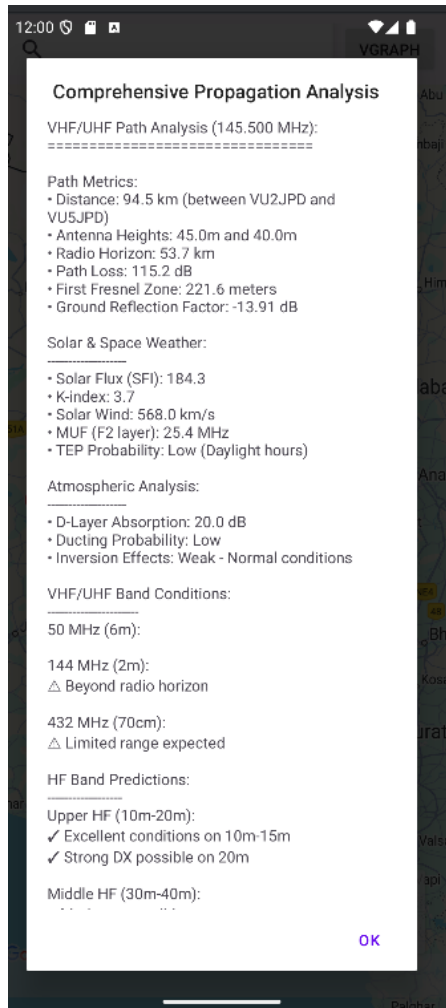 12:00
VGRAPH
Comprehensive Propagation Analysis
VHF/UHF Path Analysis (145.500 MHz):
================================
Path Metrics:
• Distance: 94.5 km (between VU2JPD and
VU5JPD)
• Antenna Heights: 45.0m and 40.0m
• Radio Horizon: 53.7 km
• Path Loss: 115.2 dB
• First Fresnel Zone: 221.6 meters
• Ground Reflection Factor: -13.91 dB
Solar & Space Weather:
--------------------
• Solar Flux (SFI): 184.3
• K-index: 3.7
• Solar Wind: 568.0 km/s
• MUF (F2 layer): 25.4 MHz
• TEP Probability: Low (Daylight hours)
Atmospheric Analysis:
--------------------
• D-Layer Absorption: 20.0 dB
• Ducting Probability: Low
• Inversion Effects: Weak - Normal conditions
VHF/UHF Band Conditions:
-----------------------
50 MHz (6m):
144 MHz (2m):
⚠ Beyond radio horizon
432 MHz (70cm):
⚠ Limited range expected
HF Band Predictions:
-------------------
Upper HF (10m-20m):
✓ Excellent conditions on 10m-15m
✓ Strong DX possible on 20m
Middle HF (30m-40m):
OK